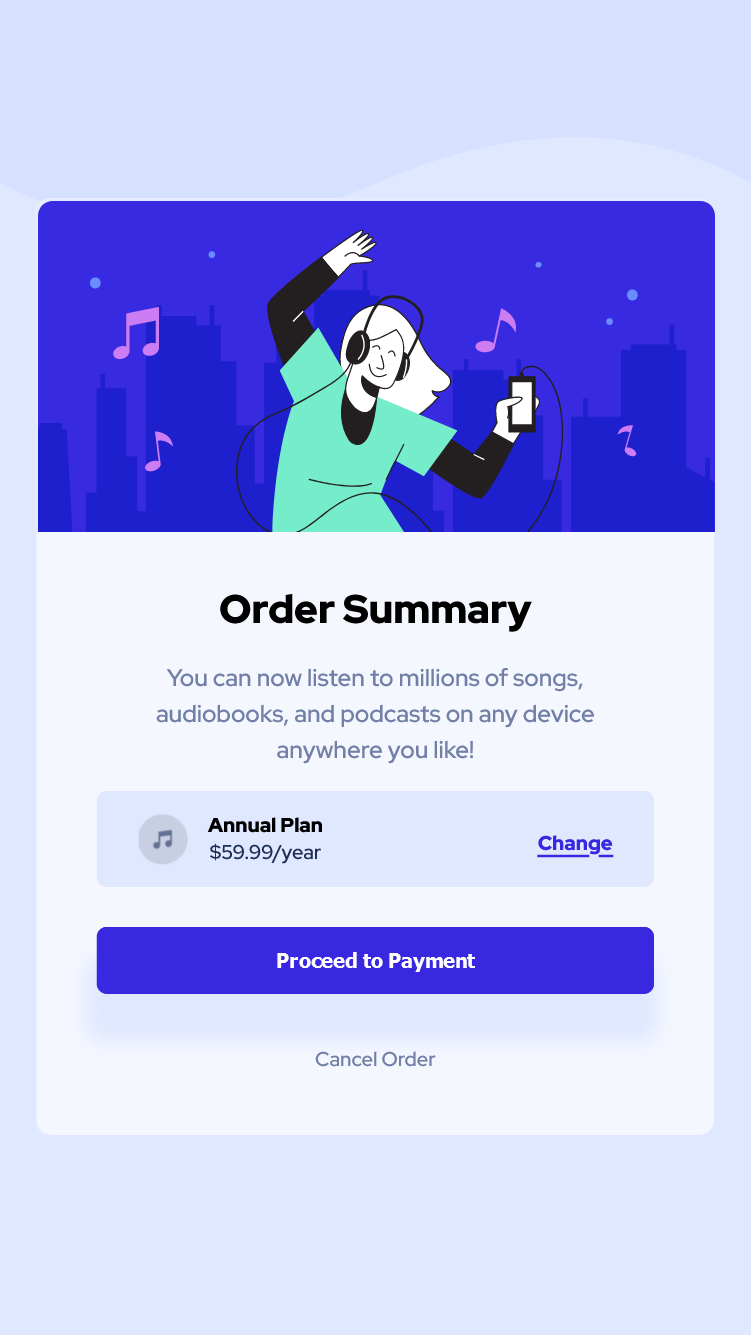 Order Summary
You can now listen to millions of songs,
audiobooks, and podcasts on any device
anywhere you like!
Annual Plan
$59.99/year
Change
Proceed to Payment
Cancel Order